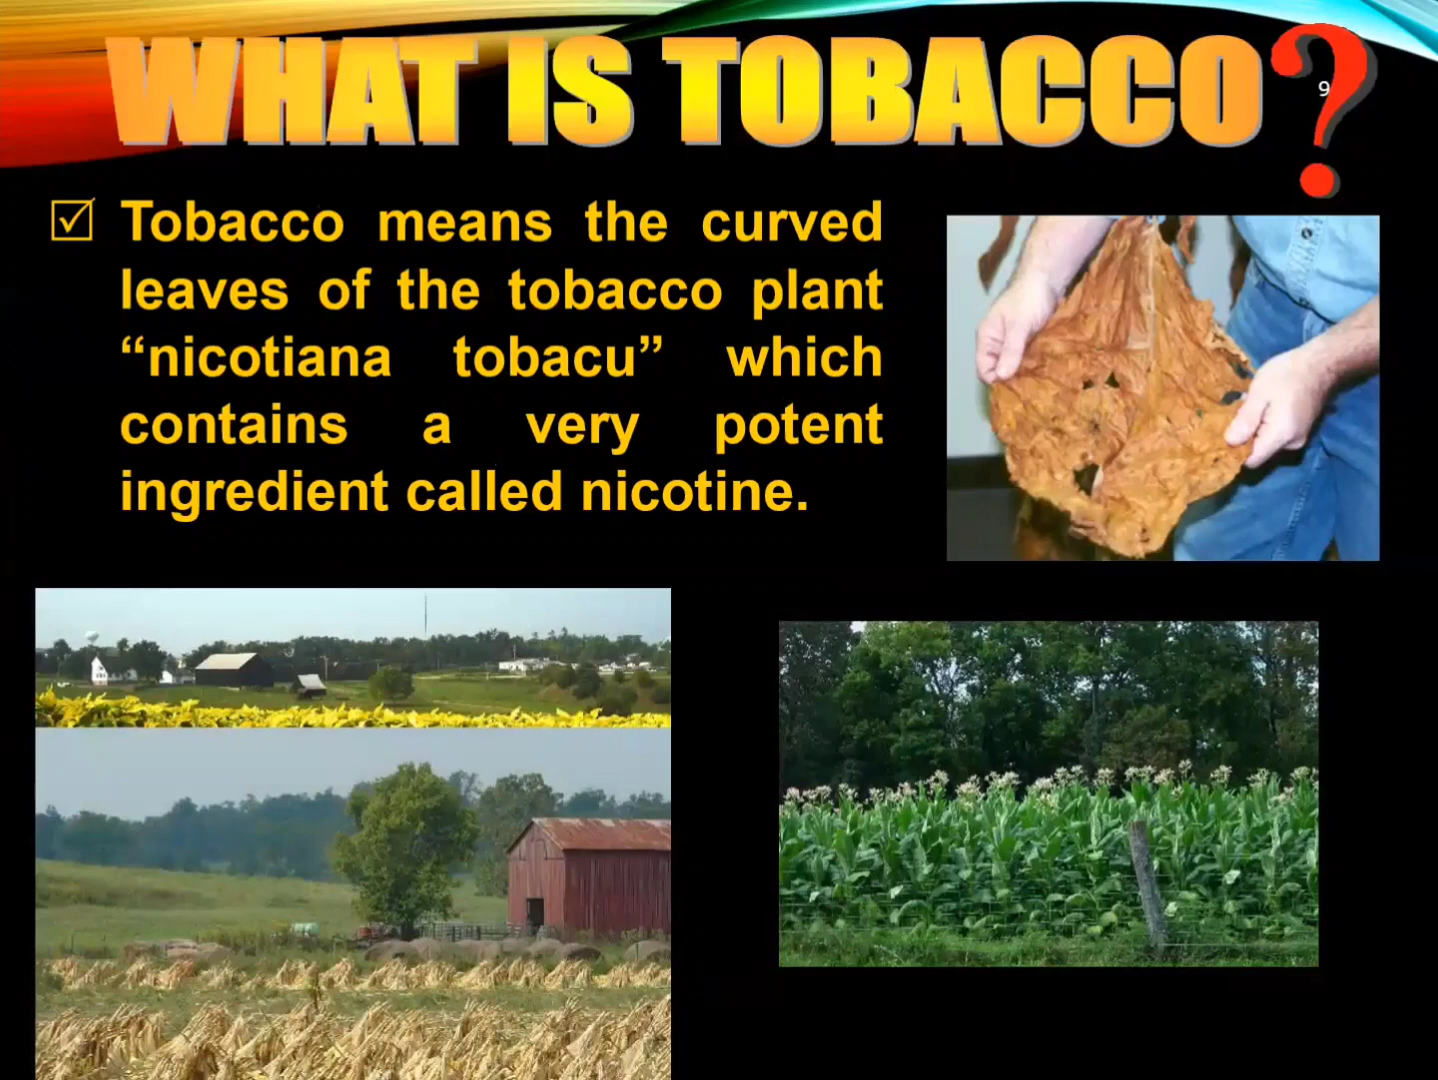 WHAT IS TOBACCO?
9
Tobacco means the curved
leaves of the tobacco plant
“nicotiana tobacu” which
contains a very potent
ingredient called nicotine.